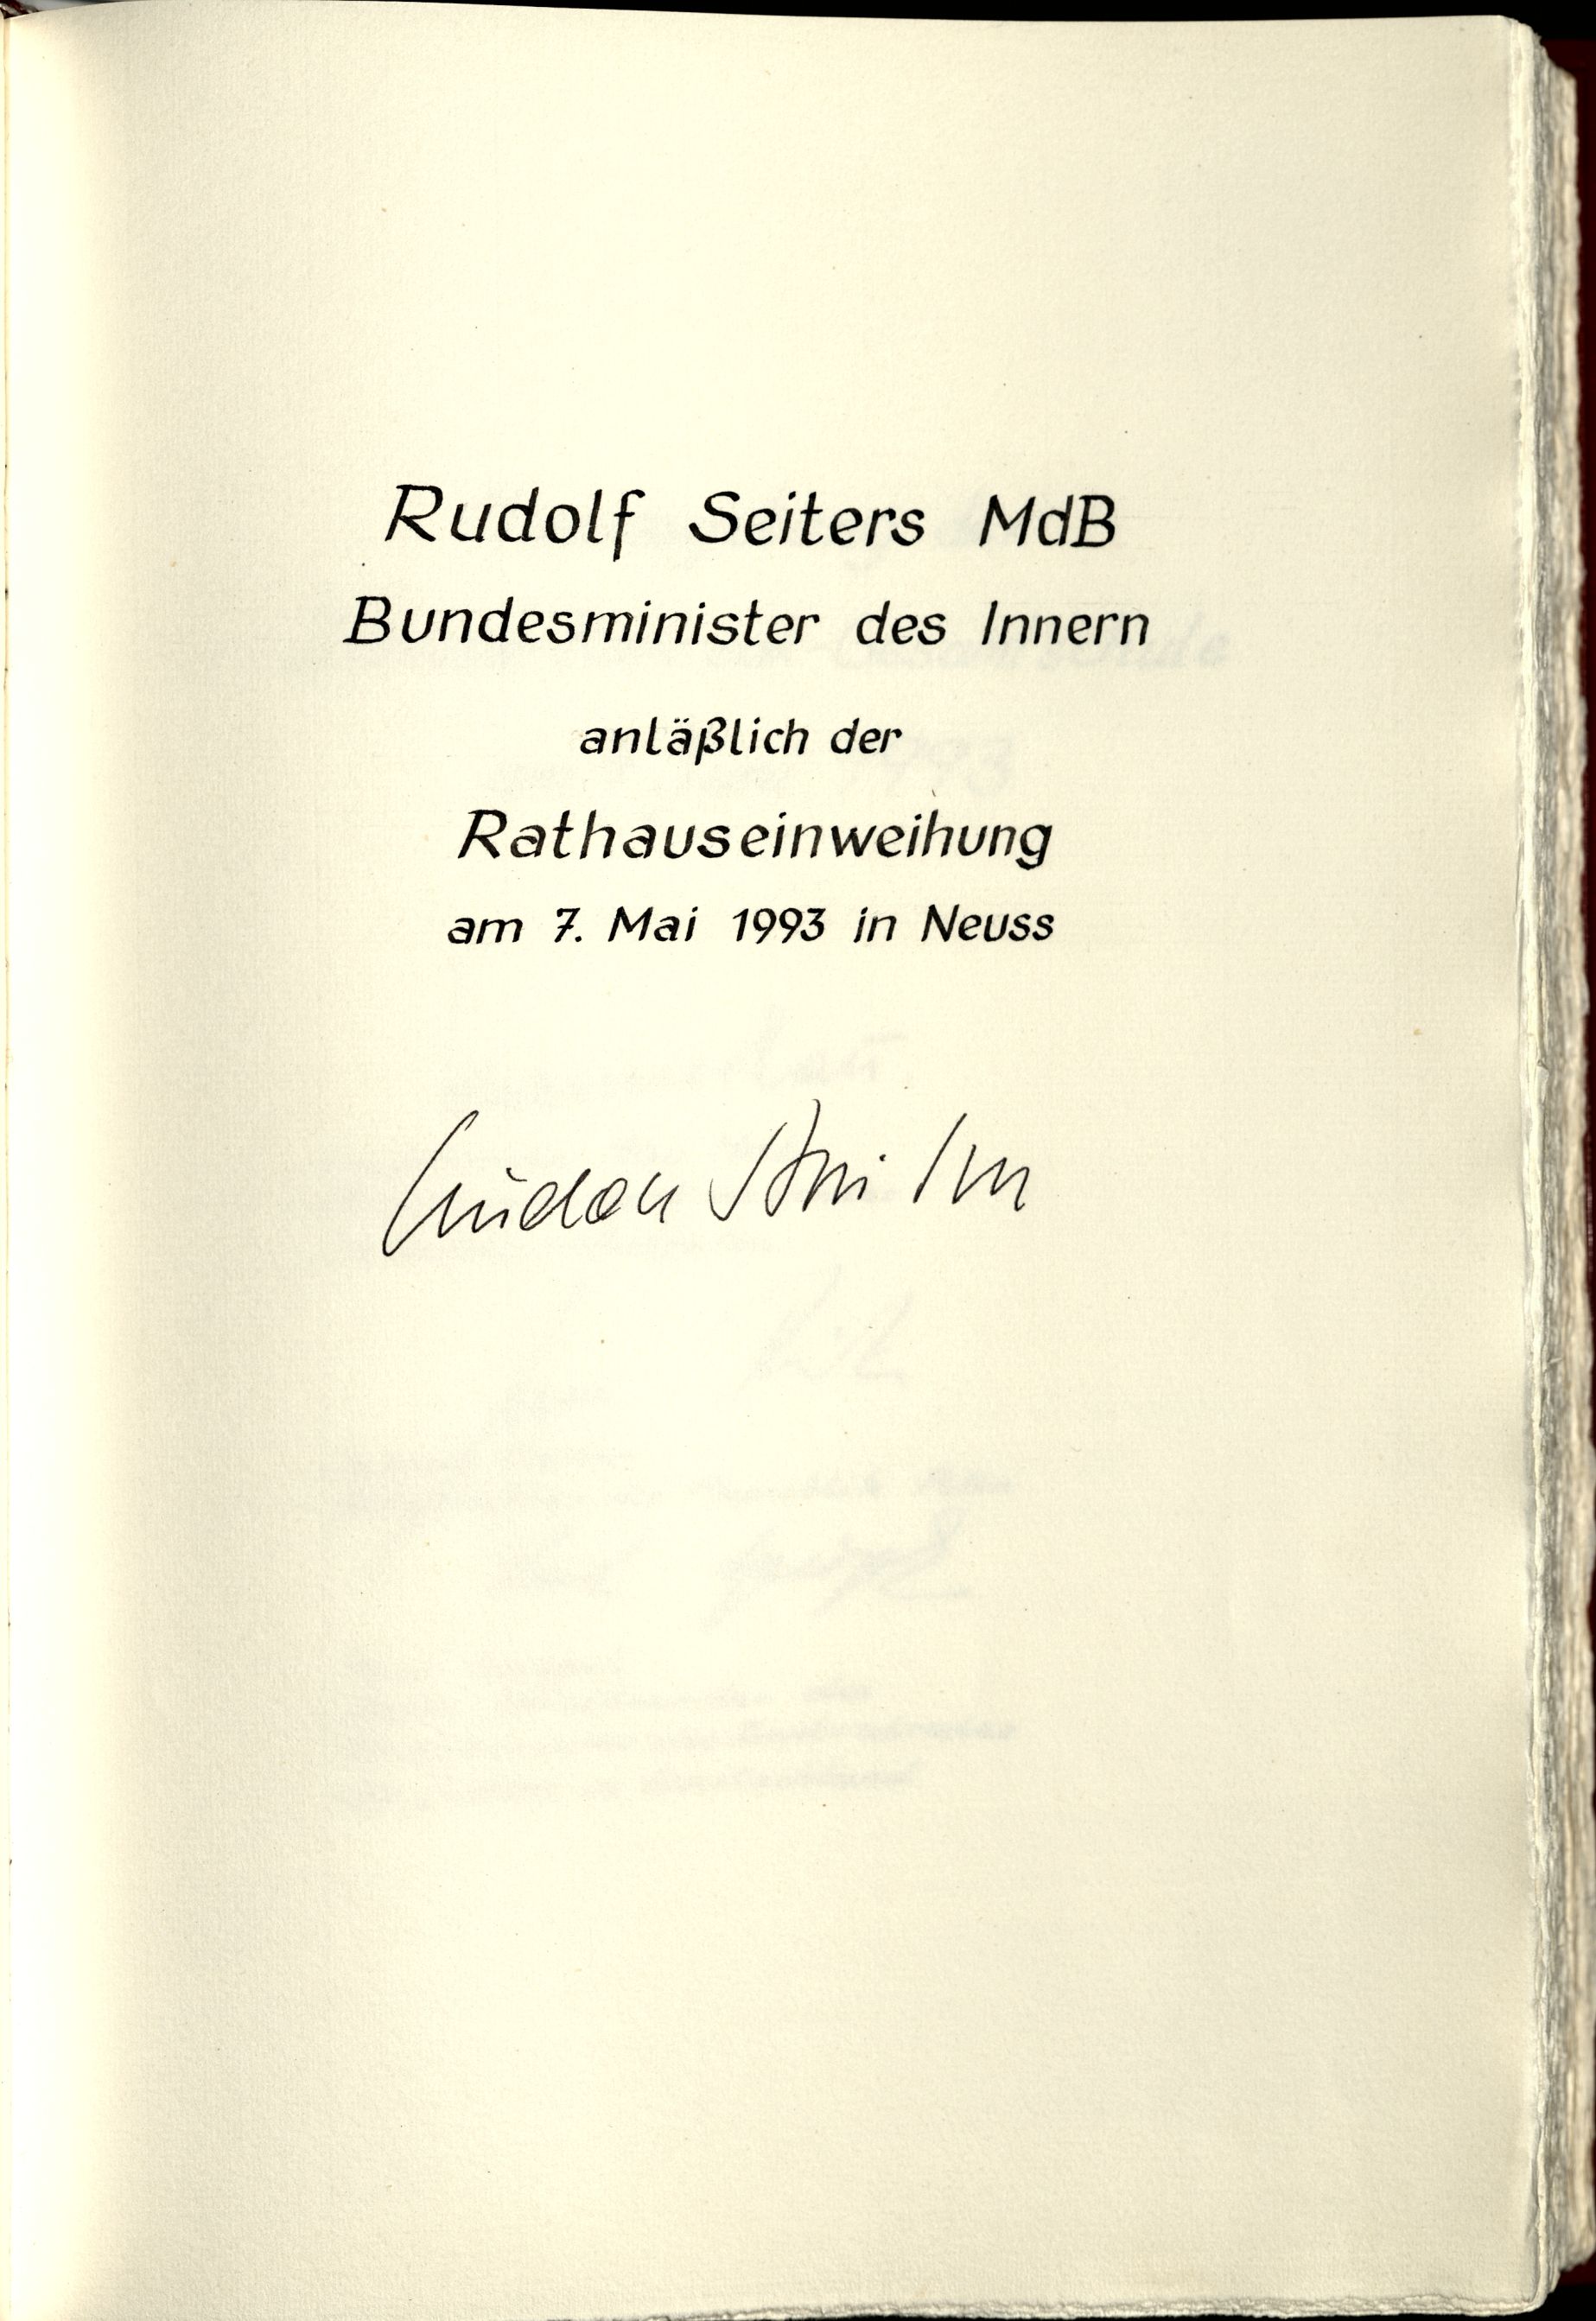 Rudolf Seiters MdB
Bundesminister des Innern
anläßlich der
Rathauseinweihung
am 7. Mai 1993 in Neuss